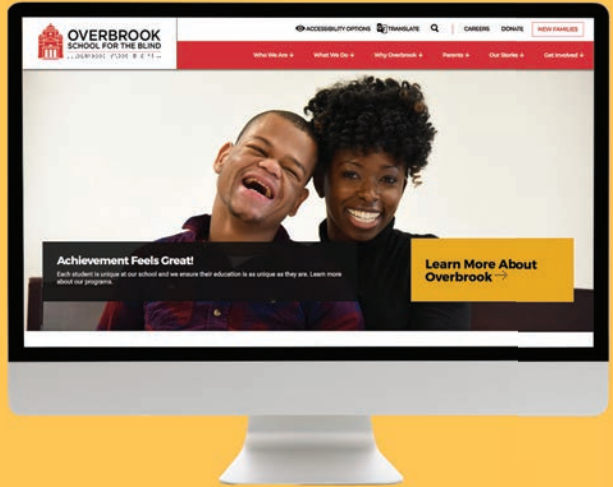 OVERBROOK
SCHOOL FOR THE BLIND
ACCESSIBILITY OPTIONS TRANSLATE CAREERS DONATE NEW FAMILIES
Who We Are What We Do Why Overbrook Parents Our Stories Get Involved
Achievement Feels Great!
Each student is unique at our school and we ensure their education is as unique as they are. Learn more
about our programs.
Learn More About
Overbrook →